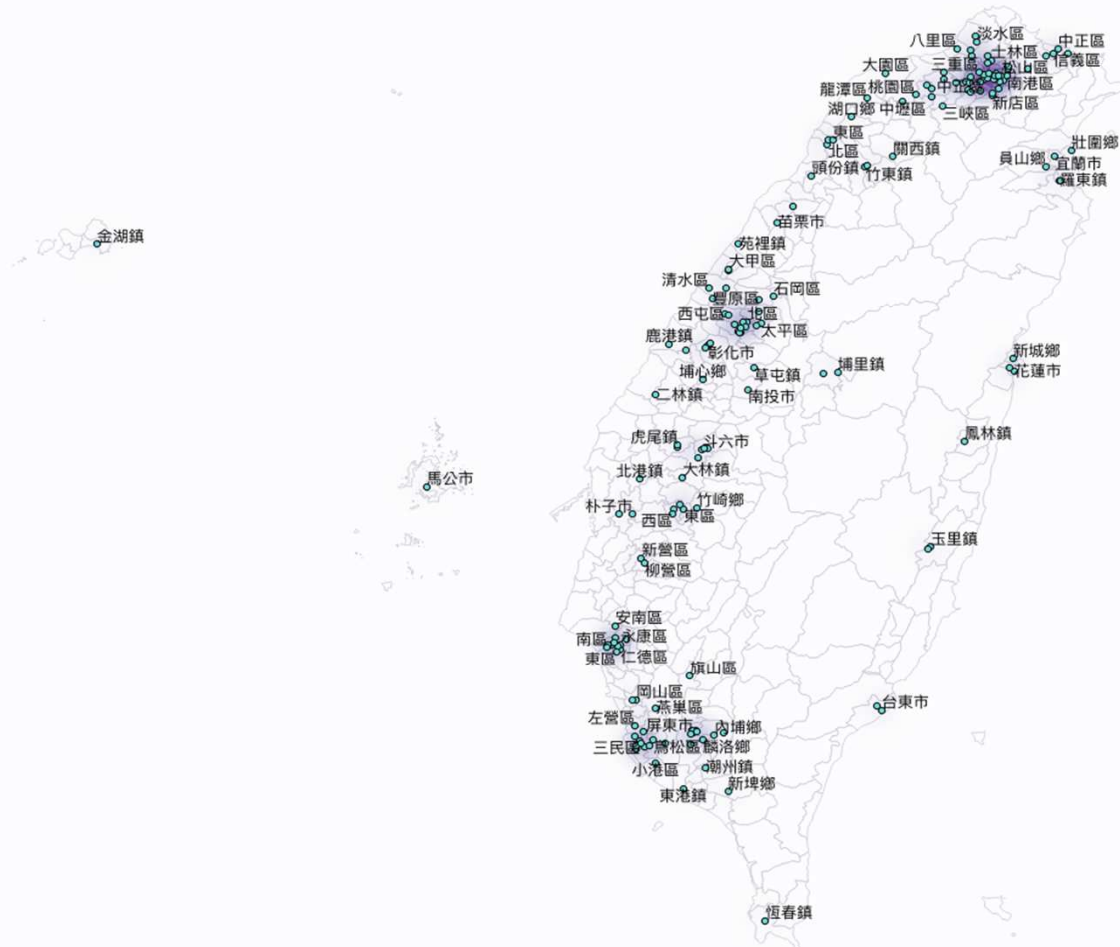 淡水區
八里區
中正區
士林區
信義區
大園區
三重區
松山區
龍潭區
桃園區
南港區
新店區
湖口鄉
中壢區
三峽區
東區
壯圍鄉
北區
關西鎮
員山鄉
宜蘭市
頭份鎮
竹東鎮
羅東鎮
苗栗市
金湖鎮
苑裡鎮
大甲區
清水區
石岡區
豐原區
西屯區
北區
太平區
鹿港鎮
彰化市
新城鄉
埔里鎮
埔心鄉
草屯鎮
花蓮市
二林鎮
南投市
虎尾鎮
斗六市
鳳林鎮
北港鎮
大林鎮
馬公市
竹崎鄉
朴子市
西區
東區
玉里鎮
新營區
柳營區
安南區
南區
永康區
東區
仁德區
旗山區
岡山區
台東市
燕巢區
左營區
屏東市
內埔鄉
三民區
鳥松區
麟洛鄉
小港區
潮州鎮
新埤鄉
東港鎮
恆春鎮